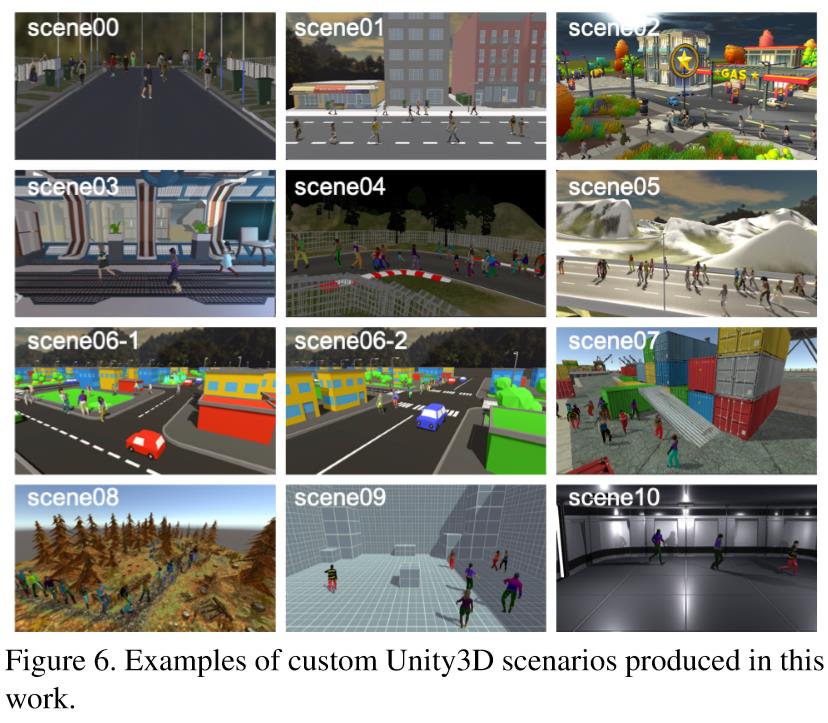 scene00
scene01
scene02
GAS
scene03
scene04
scene05
scene06-1
scene06-2
scene07
scene08
scene09
scene10
Figure 6. Examples of custom Unity3D scenarios produced in this
work.